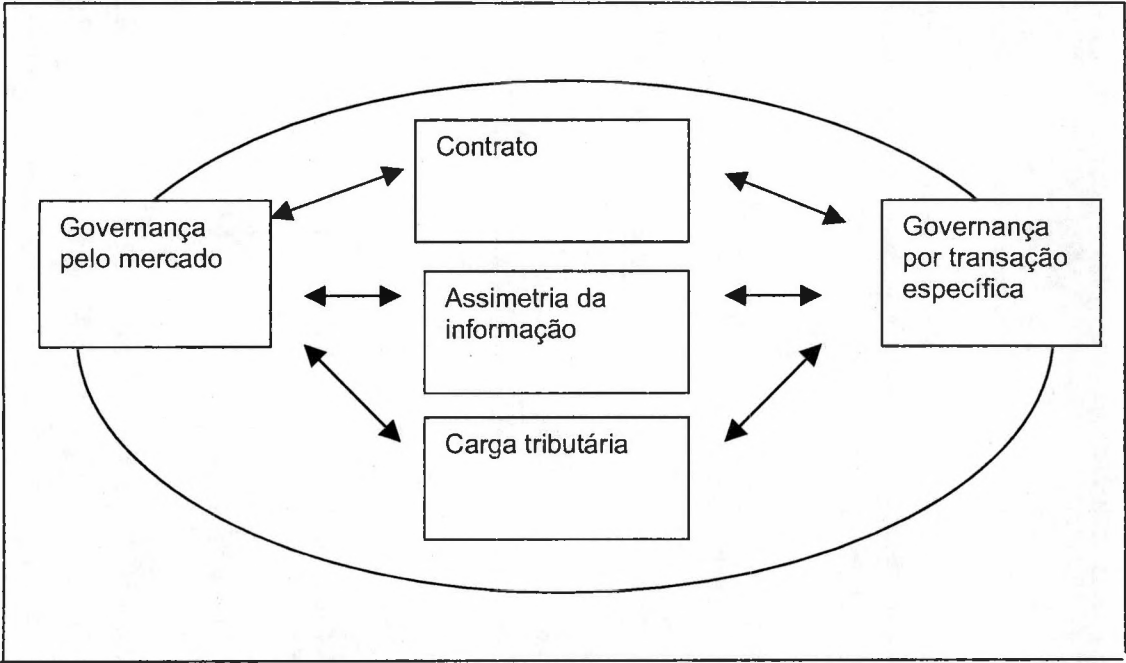 Governança
pelo mercado
Contrato
Assimetria da
informação
Carga tributária
Governança
por transação
específica